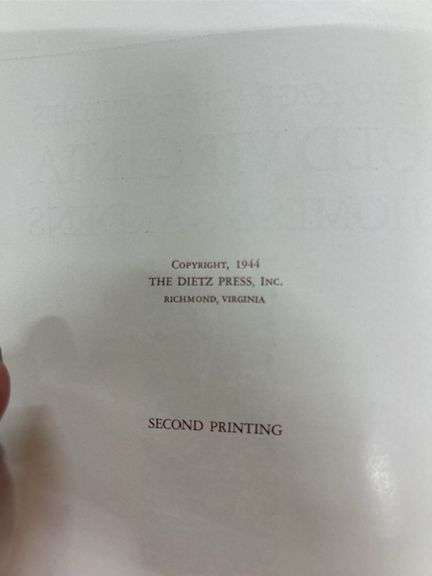 COPYRIGHT, 1944
THE DIETZ PRESS, INC.
RICHMOND, VIRGINIA
SECOND PRINTING